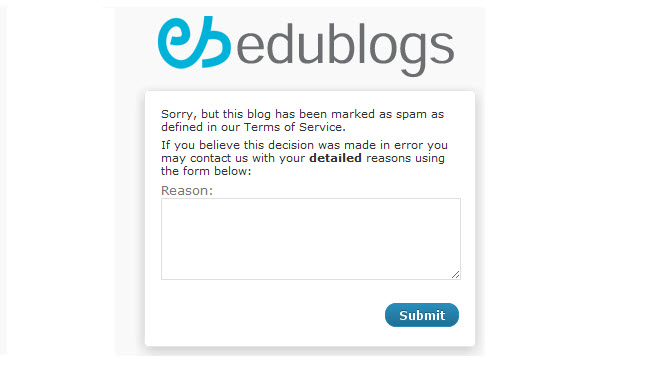 edublogs
Sorry, but this blog has been marked as spam as
defined in our Terms of Service.
If you believe this decision was made in error you
may contact us with your detailed reasons using
the form below:
Reason:
Submit